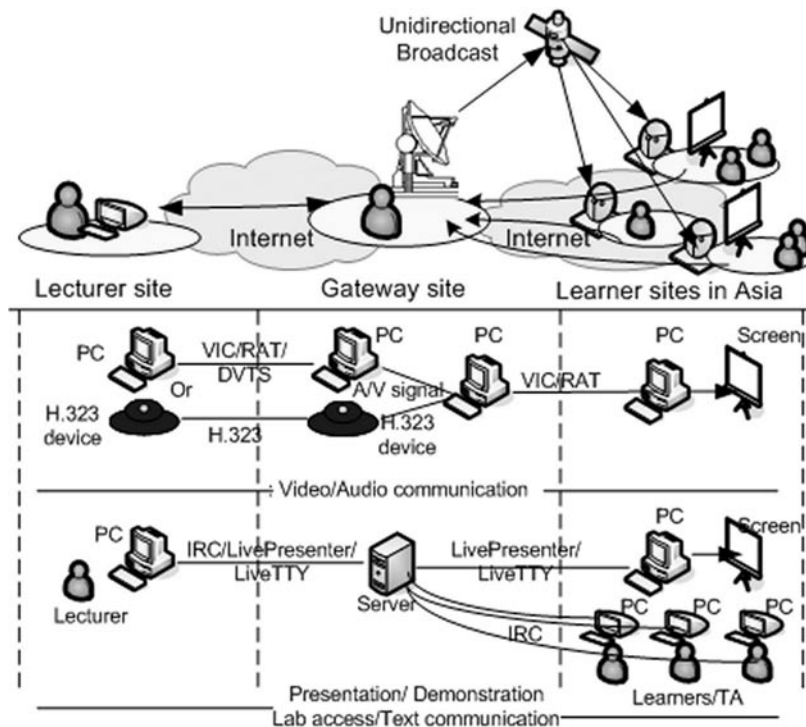 Unidirectional
Broadcast
Internet
Internet
Lecturer site
Gateway site
Learner sites in Asia
PC
VIC/RAT/
DVTS
PC
PC
PC
Screen
Or
A/V signal
VIC/RAT
H.323
device
H.323
H.323
device
Video/Audio communication
PC
IRC/LivePresenter/
LiveTTY
LivePresenter/
LiveTTY
PC
Screen
Lecturer
Server
PC
PC
PC
IRC
Learners/TA
Presentation/ Demonstration
Lab access/Text communication